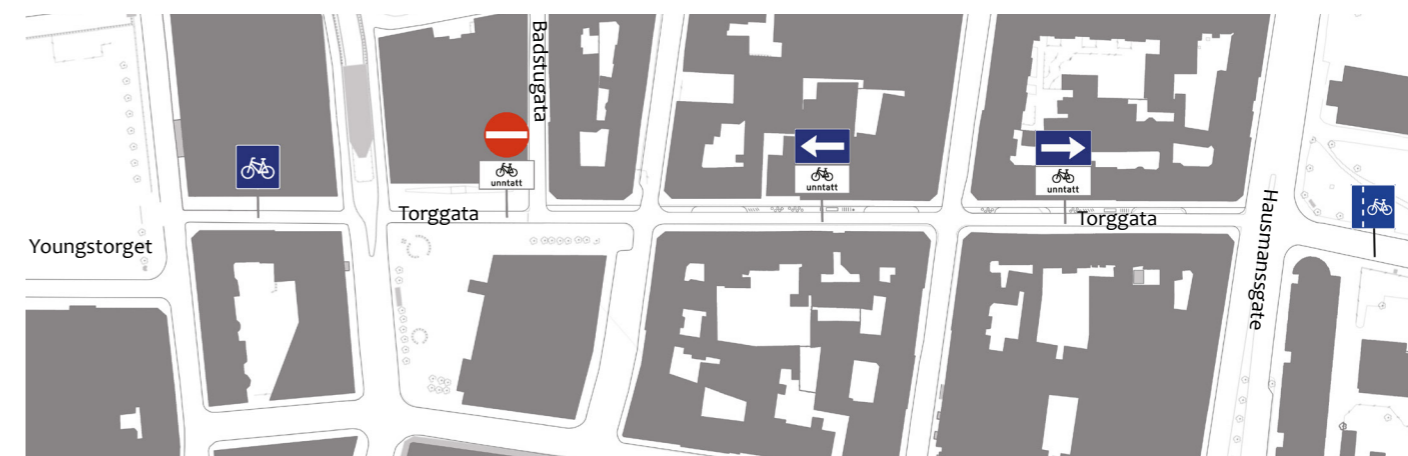 Badstugata
unntatt
unntatt
unntatt
Torggata
Torggata
Youngstorget
Hausmannsgate